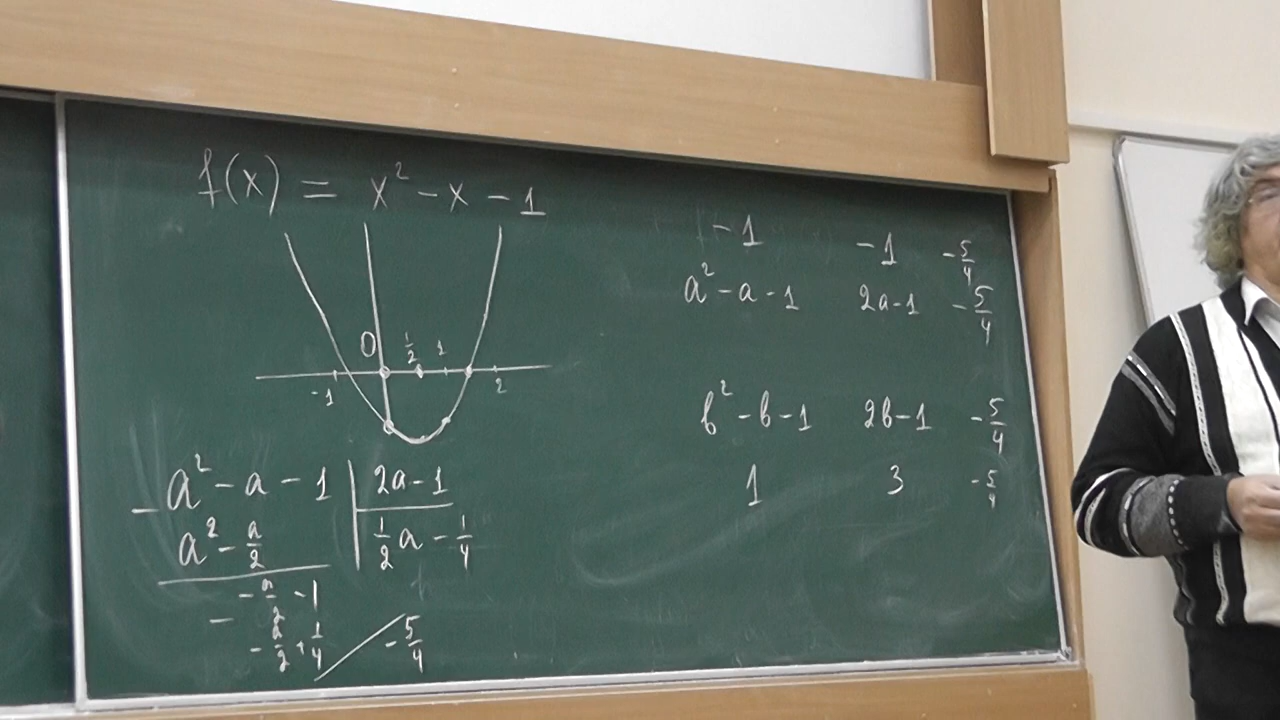 f(x) = x² - x - 1
0 1/2 1
-1 2
a² - a - 1 | 2a - 1
- a² - a/2 | 1/2 a - 1/4
- a/2 - 1
- - a/2 + 1/4
- 5/4
-1 -1 -5/4
a² - a - 1 2a - 1 -5/4
b² - b - 1 2b - 1 -5/4
1 3 -5/4